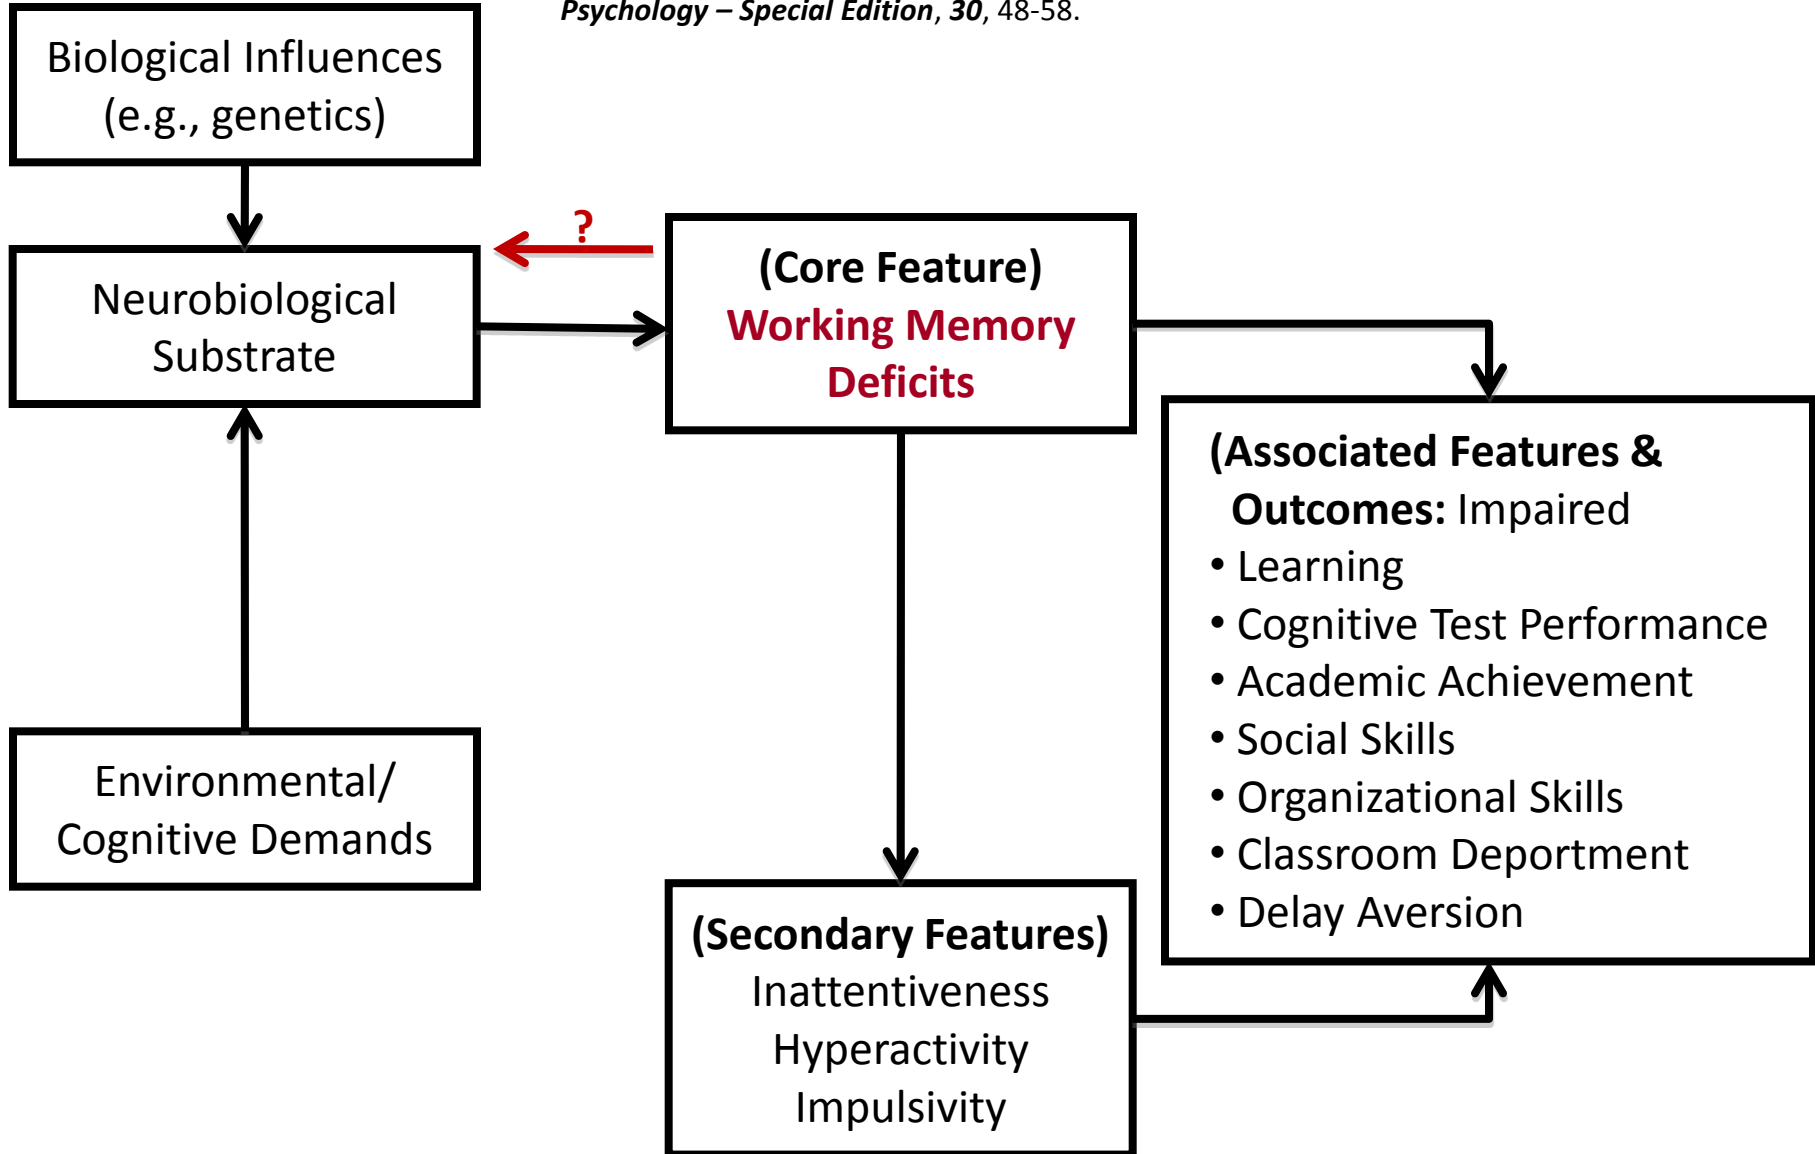 Psychology – Special Edition, 30, 48-58.
Biological Influences
(e.g., genetics)
?
Neurobiological
Substrate
(Core Feature)
Working Memory
Deficits
Environmental/
Cognitive Demands
(Secondary Features)
Inattentiveness
Hyperactivity
Impulsivity
(Associated Features &
Outcomes: Impaired
• Learning
• Cognitive Test Performance
• Academic Achievement
• Social Skills
• Organizational Skills
• Classroom Deportment
• Delay Aversion